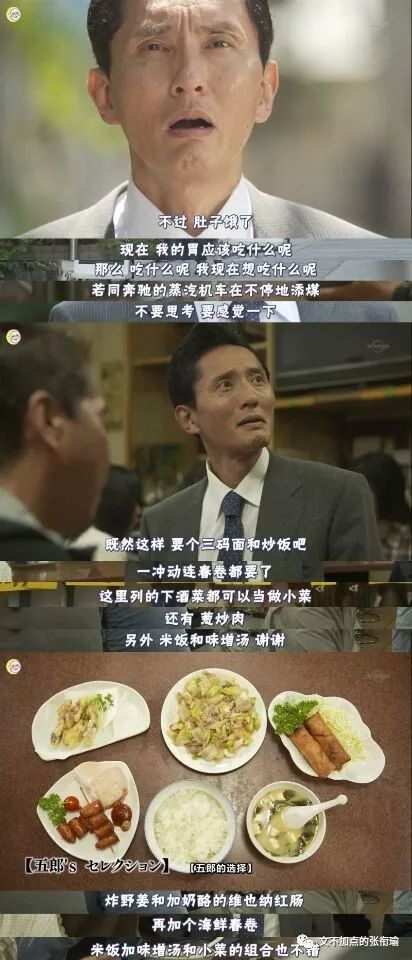 不过 肚子饿了
现在 我的胃应该吃什么呢
那么 吃什么呢 我现在想吃什么呢
若同奔驰的蒸汽机车在不停地添煤
不要思考 要感觉一下
既然这样 要个三码面和炒饭吧
一冲动连春卷都要了
这里列的下酒菜都可以当做小菜
还有 葱炒肉
另外 米饭和味增汤 谢谢
【五郎's セレクション】
【五郎的选择】
炸野姜和加奶酪的维也纳红肠
再加个海鲜春卷
文不加点的张衔瑜
米饭加味增汤和小菜的组合也不错